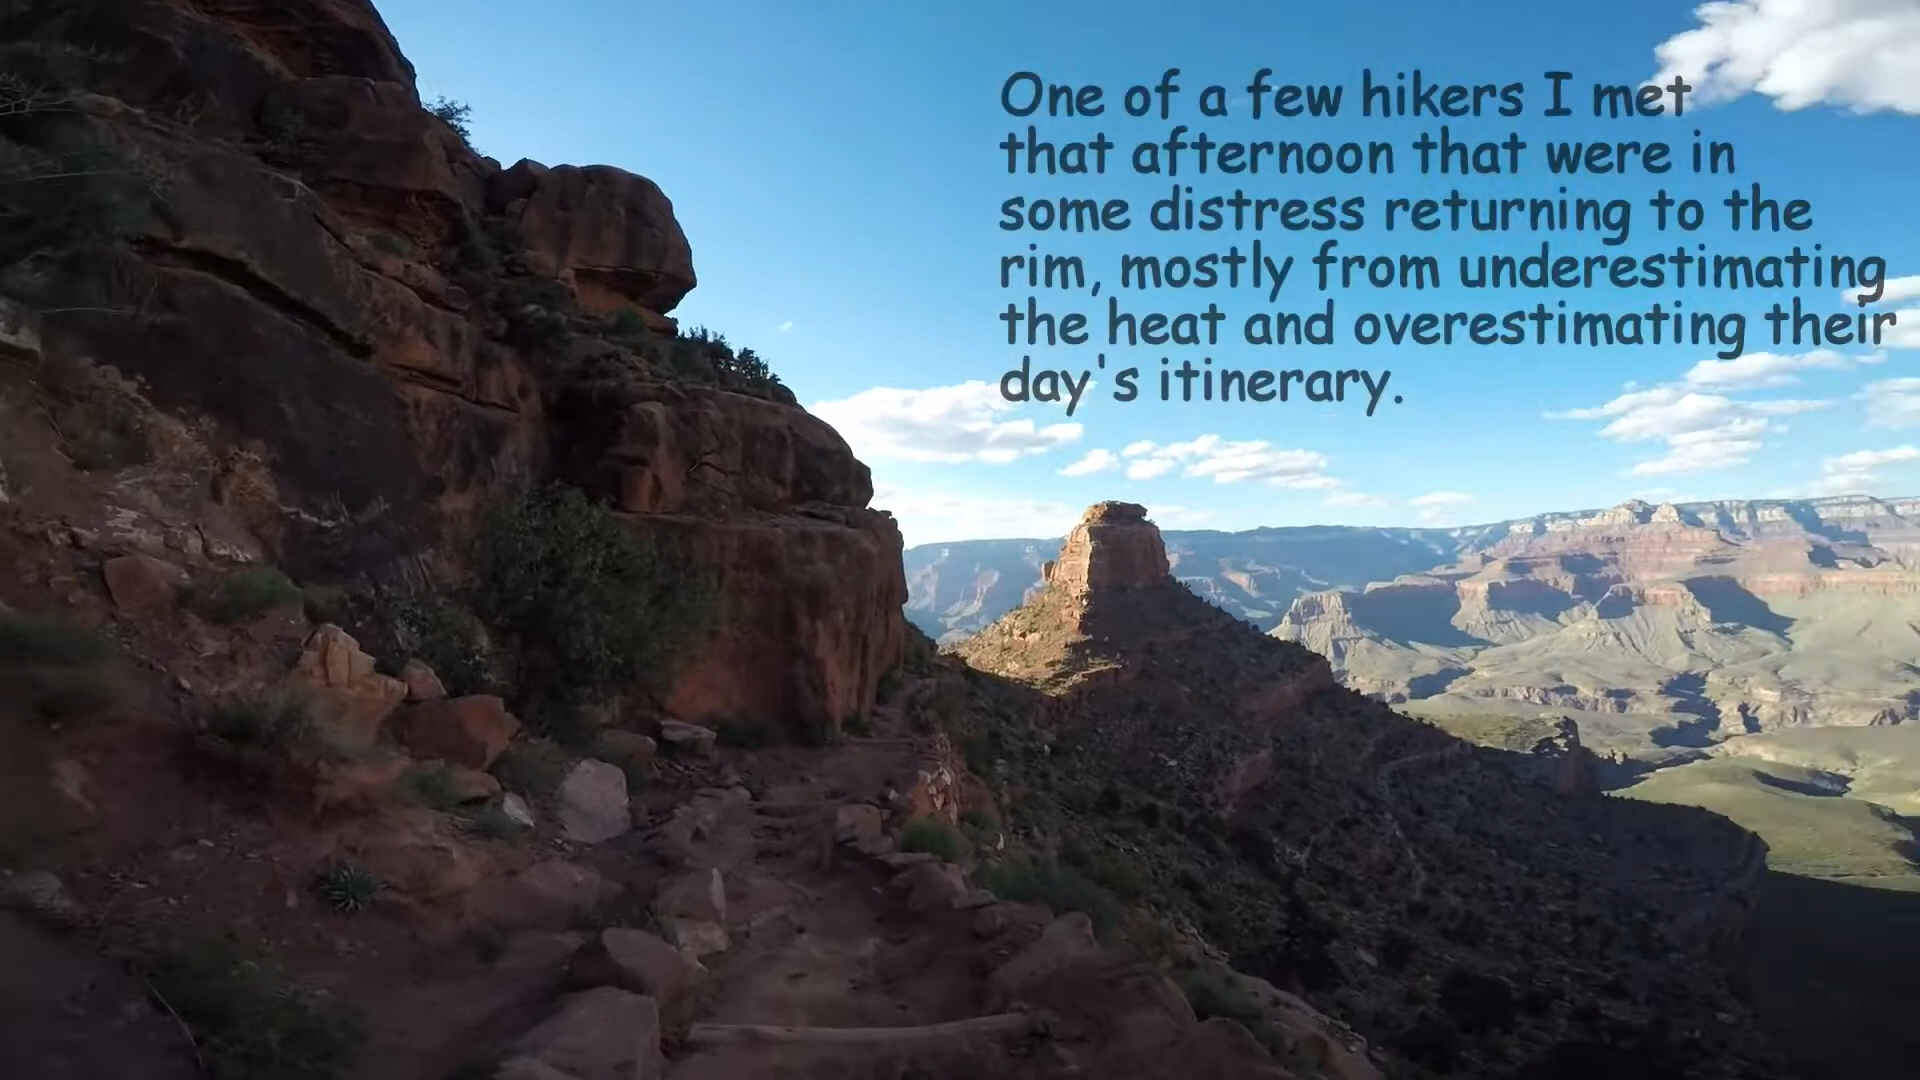 One of a few hikers I met
that afternoon that were in
some distress returning to the
rim, mostly from underestimating
the heat and overestimating their
day's itinerary.